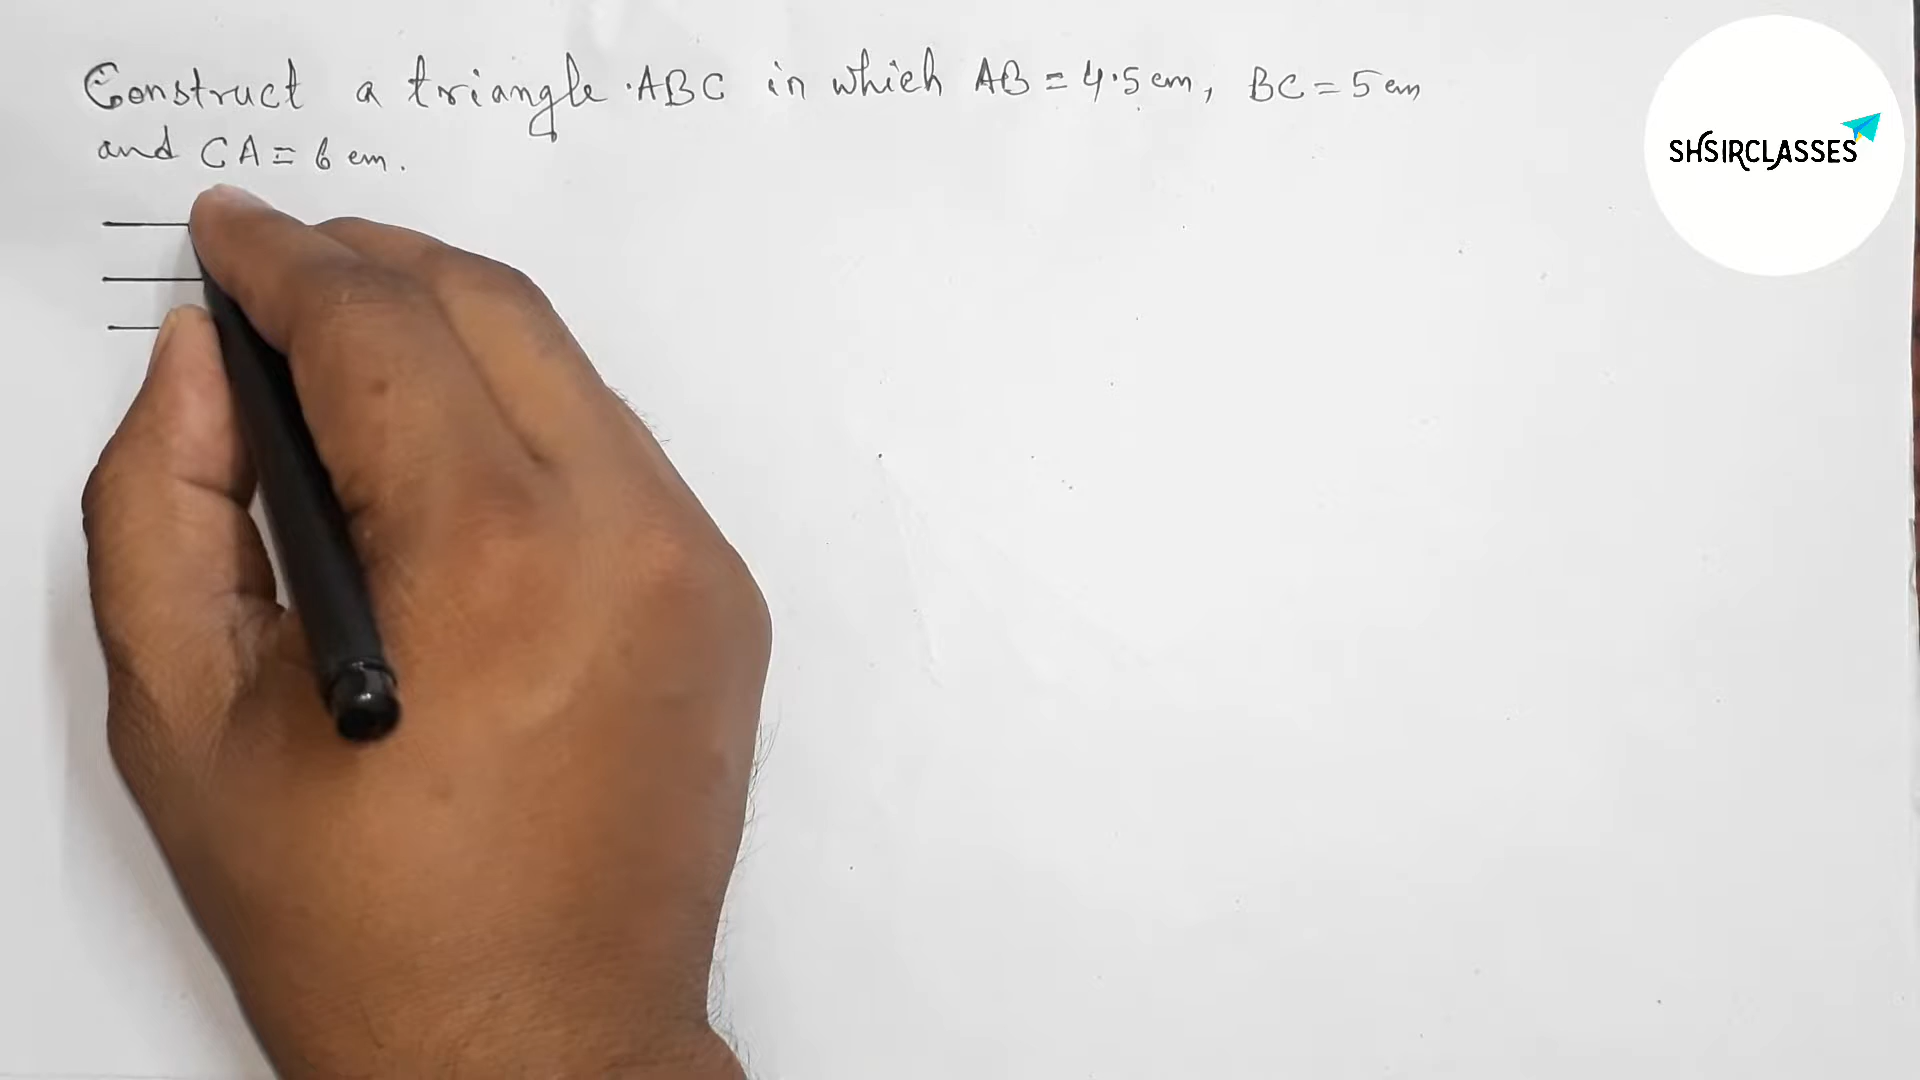 Construct a triangle ABC in which AB = 4.5 cm, BC = 5 cm
and CA = 6 cm.
SHSIRCLASSES